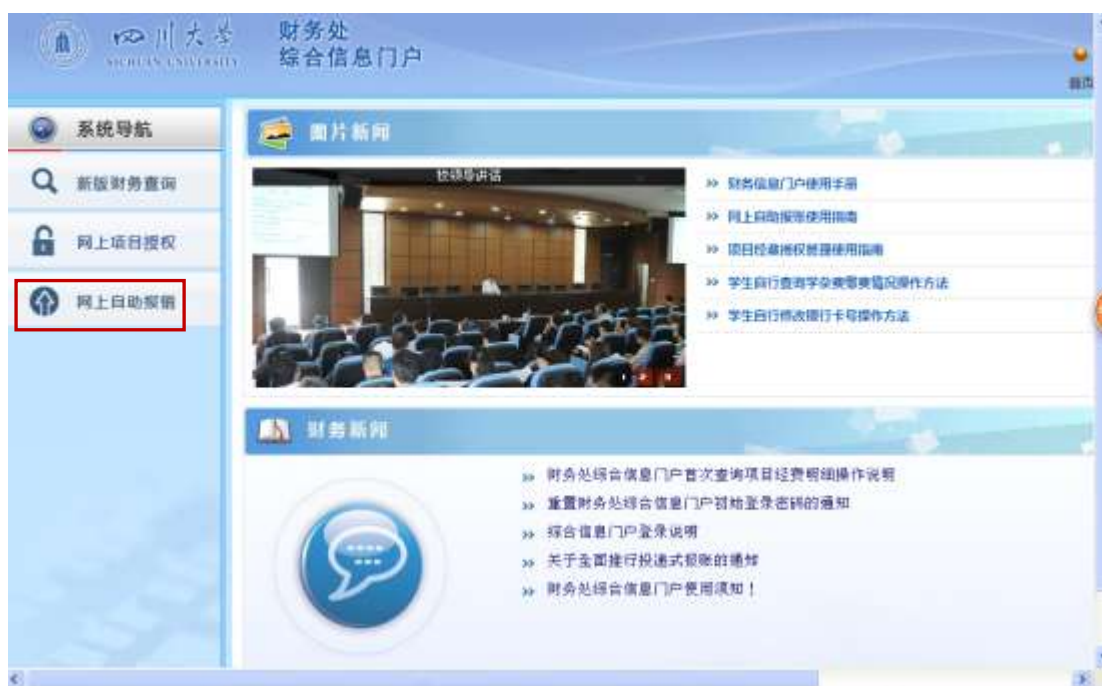 四川大学
SICHUAN UNIVERSITY
财务处
综合信息门户
首页
系统导航
新版财务查询
网上项目授权
网上自助报销
图片新闻
校领导讲话
财务信息门户使用手册
网上自助报账使用指南
项目经费授权管理使用指南
学生自行查询学杂费缴费情况操作方法
学生自行修改银行卡号操作方法
财务新闻
财务处综合信息门户首次查询项目经费明细操作说明
重置财务处综合信息门户初始登录密码的通知
综合信息门户登录说明
关于全面推行投递式报账的通知
财务处综合信息门户使用须知！